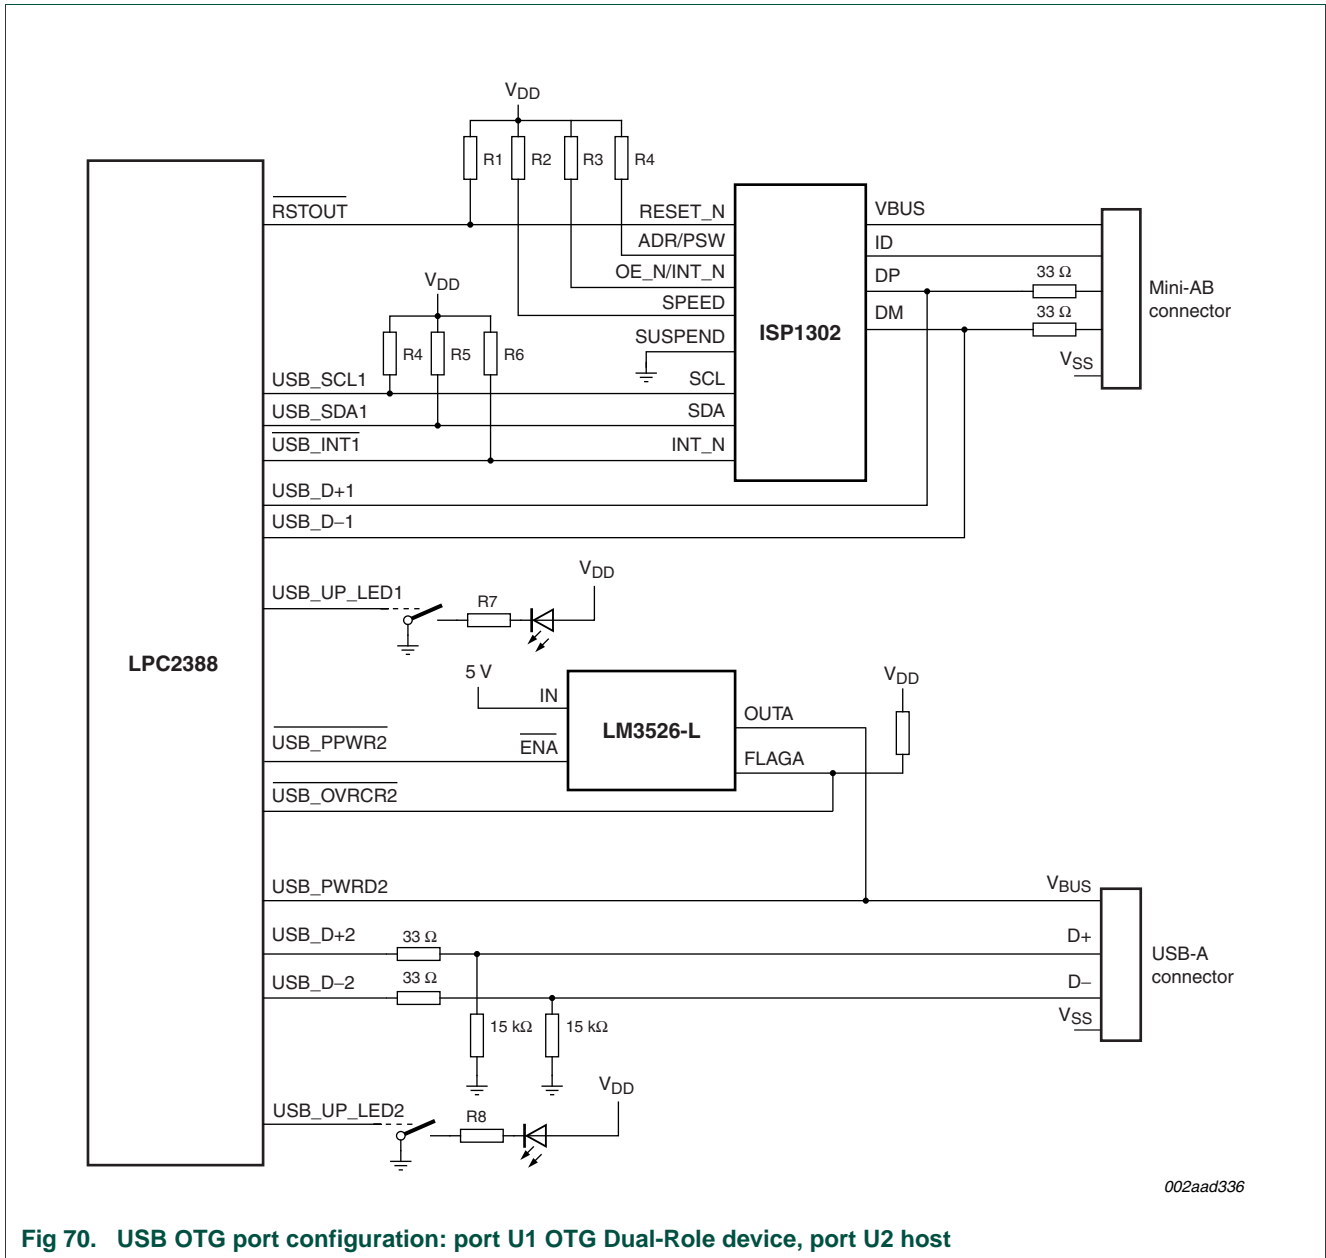 VDD
R1 R2 R3 R4
RSTOUT
RESET_N
VBUS
ADR/PSW
ID
OE_N/INT_N
DP
33 Ω
VDD
SPEED
DM
33 Ω
Mini-AB
connector
SUSPEND
ISP1302
R4 R5 R6
VSS
USB_SCL1
SCL
USB_SDA1
SDA
USB_INT1
INT_N
USB_D+1
USB_D−1
VDD
USB_UP_LED1
R7
LPC2388
5 V
IN
VDD
LM3526-L
OUTA
USB_PPWR2
ENA
FLAGA
USB_OVRCR2
USB_PWRD2
VBUS
USB_D+2
33 Ω
D+
USB-A
connector
USB_D−2
33 Ω
D−
VSS
15 kΩ
15 kΩ
VDD
USB_UP_LED2
R8
002aad336
Fig 70. USB OTG port configuration: port U1 OTG Dual-Role device, port U2 host